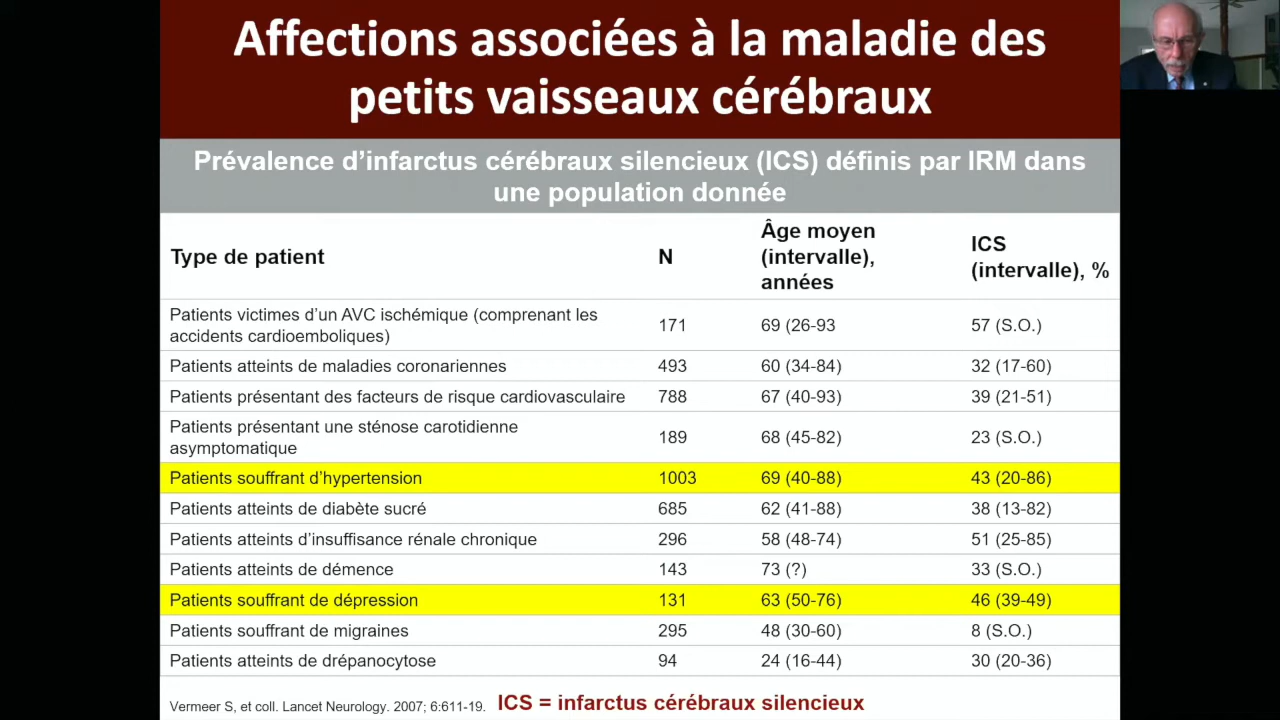 Affections associées à la maladie des
petits vaisseaux cérébraux
Prévalence d’infarctus cérébraux silencieux (ICS) définis par IRM dans
une population donnée
Type de patient N Âge moyen (intervalle), années ICS (intervalle), %
Patients victimes d’un AVC ischémique (comprenant les accidents cardioemboliques) 171 69 (26-93 57 (S.O.)
Patients atteints de maladies coronariennes 493 60 (34-84) 32 (17-60)
Patients présentant des facteurs de risque cardiovasculaire 788 67 (40-93) 39 (21-51)
Patients présentant une sténose carotidienne asymptomatique 189 68 (45-82) 23 (S.O.)
Patients souffrant d’hypertension 1003 69 (40-88) 43 (20-86)
Patients atteints de diabète sucré 685 62 (41-88) 38 (13-82)
Patients atteints d’insuffisance rénale chronique 296 58 (48-74) 51 (25-85)
Patients atteints de démence 143 73 (?) 33 (S.O.)
Patients souffrant de dépression 131 63 (50-76) 46 (39-49)
Patients souffrant de migraines 295 48 (30-60) 8 (S.O.)
Patients atteints de drépanocytose 94 24 (16-44) 30 (20-36)
Vermeer S, et coll. Lancet Neurology. 2007; 6:611-19. ICS = infarctus cérébraux silencieux